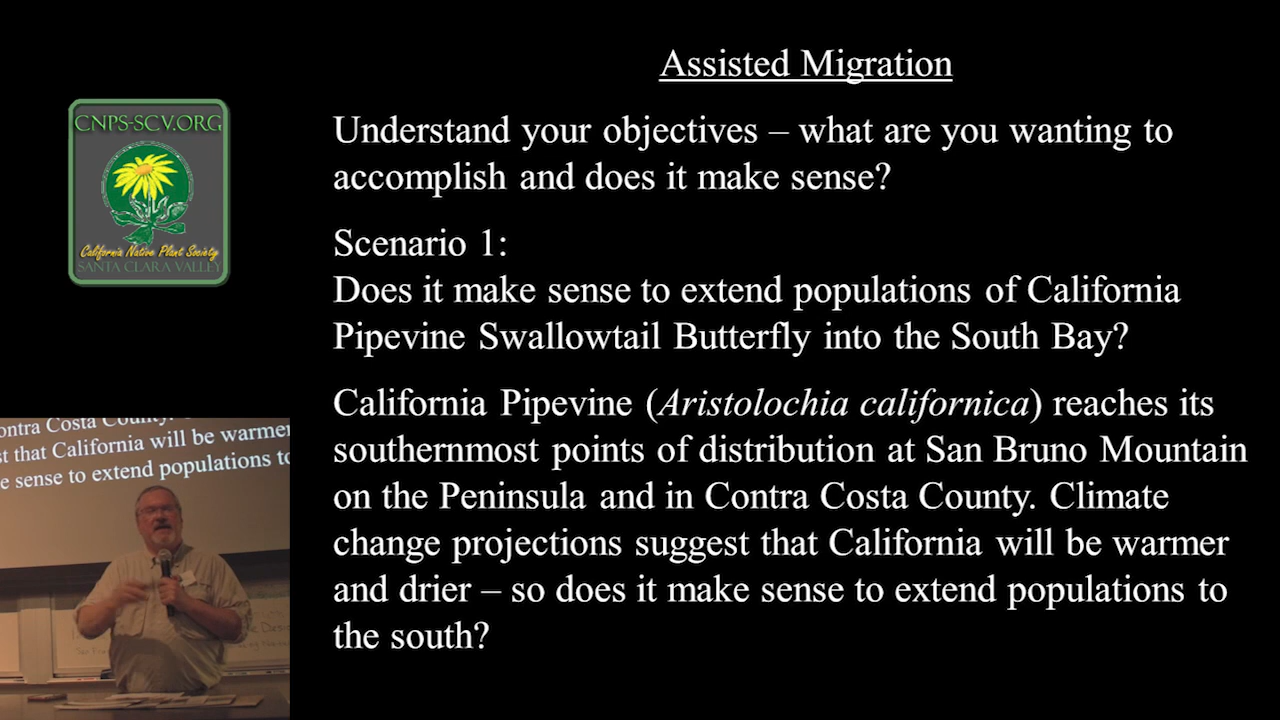 Assisted Migration
CNPS-SCV.ORG
California Native Plant Society
SANTA CLARA VALLEY
Understand your objectives – what are you wanting to
accomplish and does it make sense?
Scenario 1:
Does it make sense to extend populations of California
Pipevine Swallowtail Butterfly into the South Bay?
California Pipevine (Aristolochia californica) reaches its
southernmost points of distribution at San Bruno Mountain
on the Peninsula and in Contra Costa County. Climate
change projections suggest that California will be warmer
and drier – so does it make sense to extend populations to
the south?
ontra Costa County.
t that California will be warmer
e sense to extend populations to